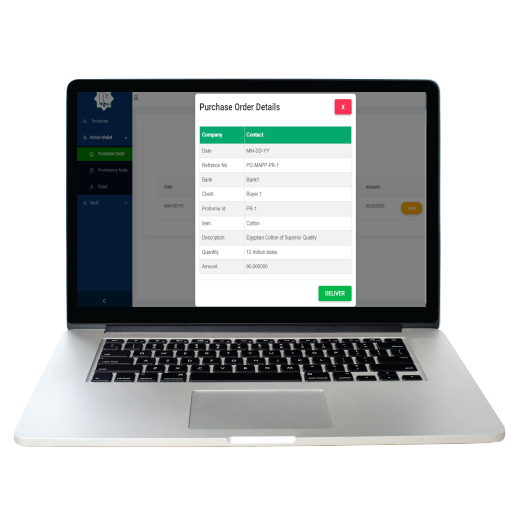 Purchase Order Details
X
Company Contact
Date MM-DD-YY
Refrence No. PO-MAPP-PR-1
Bank Bank1
Client Buyer 1
Proforma Id PR-1
Item Cotton
Description Egyptian Cotton of Superior Quality
Quantity 12 million bales
Amount 90,000000
DELIVER
Proforma
Active Wallet
Purchase Order
Promissory Note
Vault
Date
Amount
MM-DD-YY
90,000000
view